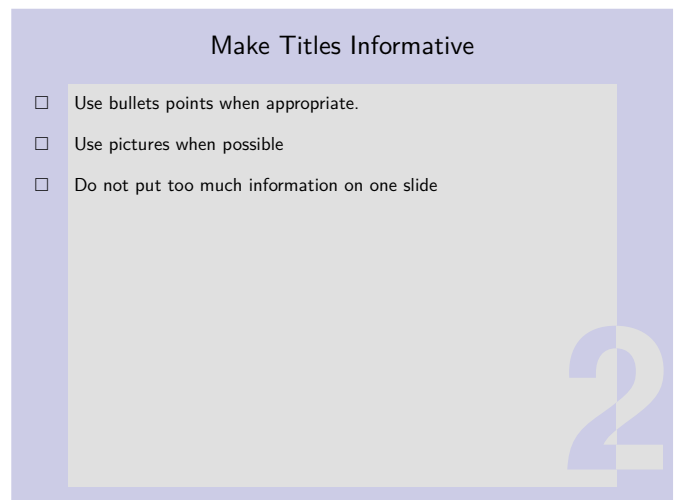 Make Titles Informative
☐ Use bullets points when appropriate.
☐ Use pictures when possible
☐ Do not put too much information on one slide
2